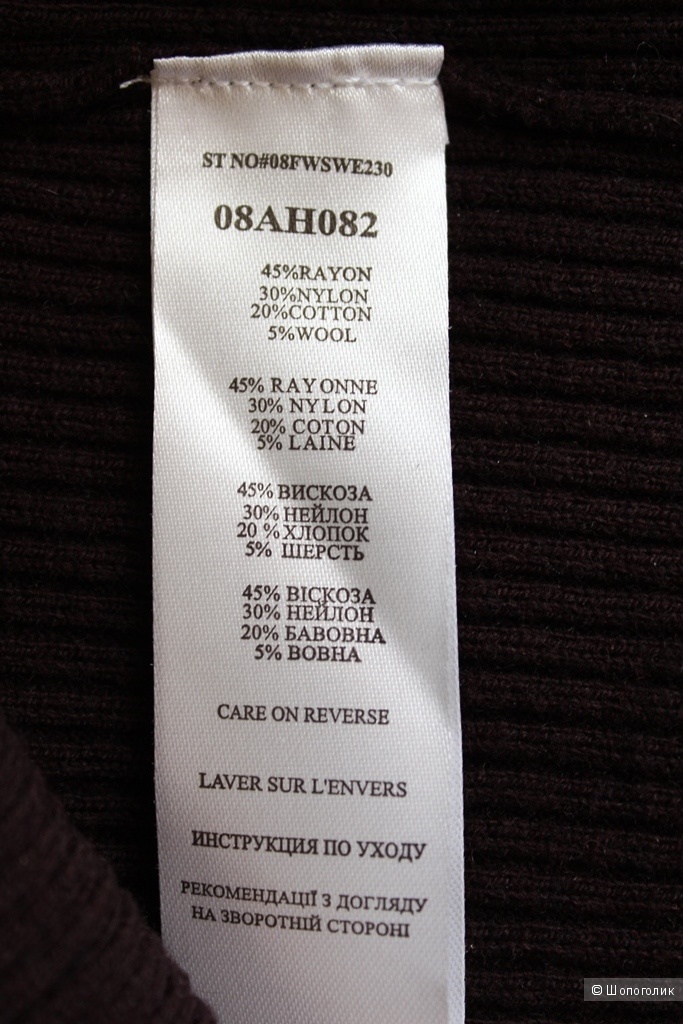 ST NO#08FWSWE230
08AH082
45%RAYON
30%NYLON
20%COTTON
5%WOOL
45% RAYONNE
30% NYLON
20% COTON
5% LAINE
45% ВИСКОЗА
30% НЕЙЛОН
20 % ХЛОПОК
5% ШЕРСТЬ
45% ВІСКОЗА
30% НЕЙЛОН
20% БАВОВНА
5% ВОВНА
CARE ON REVERSE
LAVER SUR L'ENVERS
ИНСТРУКЦИЯ ПО УХОДУ
РЕКОМЕНДАЦІЇ З ДОГЛЯДУ
НА ЗВОРОТНІЙ СТОРОНІ
© Шопоголик